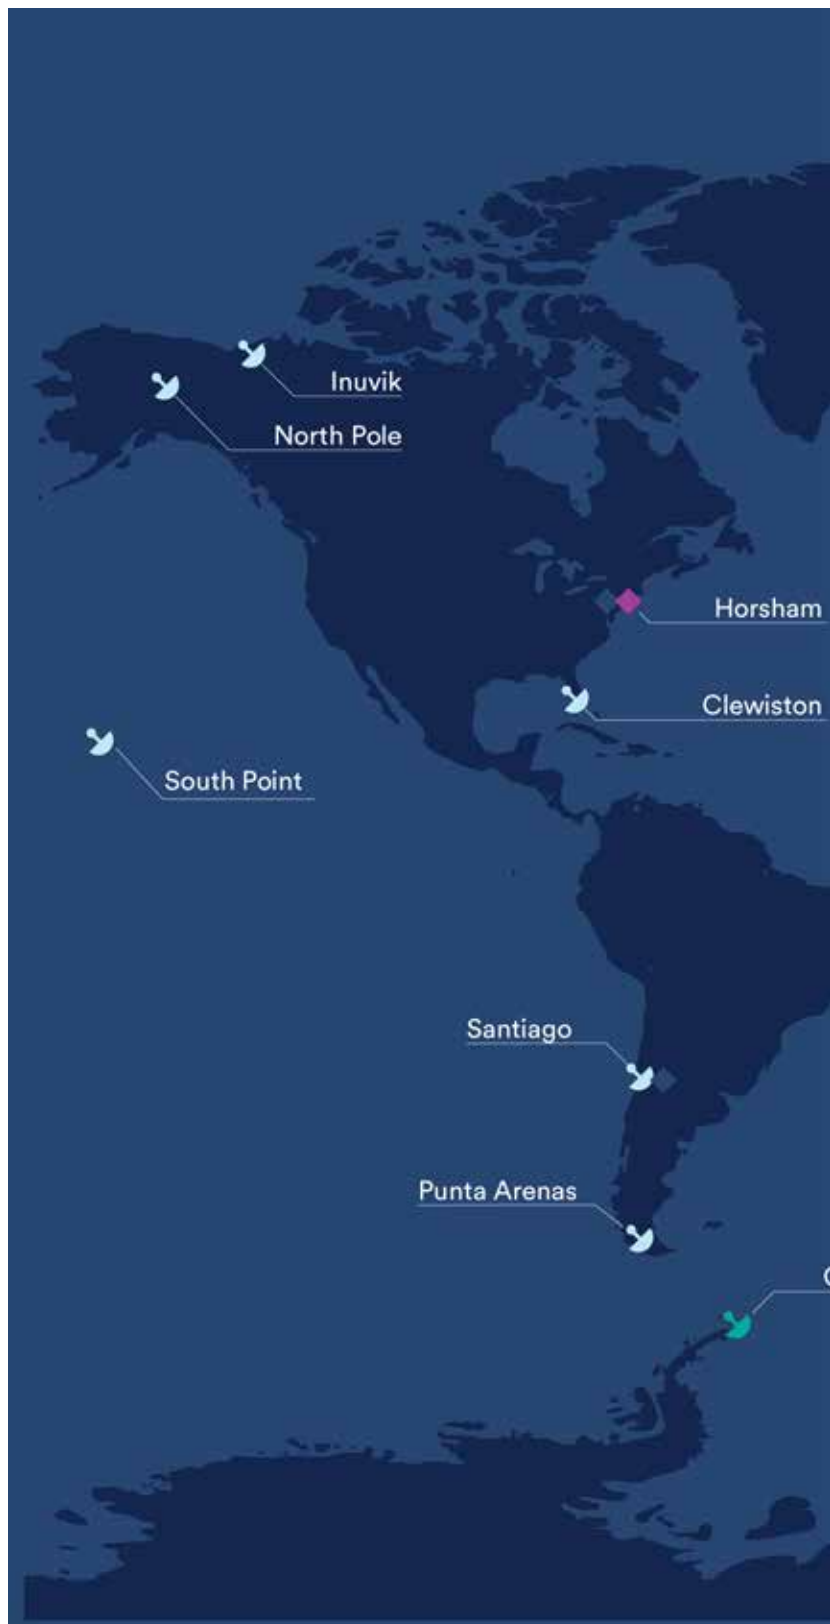 Inuvik
North Pole
Horsham
Clewiston
South Point
Santiago
Punta Arenas